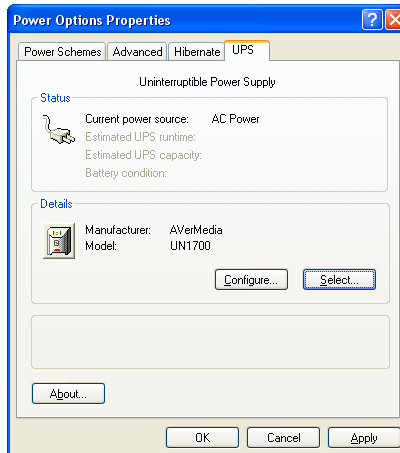 Power Options Properties
Power Schemes Advanced Hibernate UPS
Uninterruptible Power Supply
Status
Current power source: AC Power
Estimated UPS runtime:
Estimated UPS capacity:
Battery condition:
Details
Manufacturer: AVerMedia
Model: UN1700
Configure... Select...
About...
OK Cancel Apply